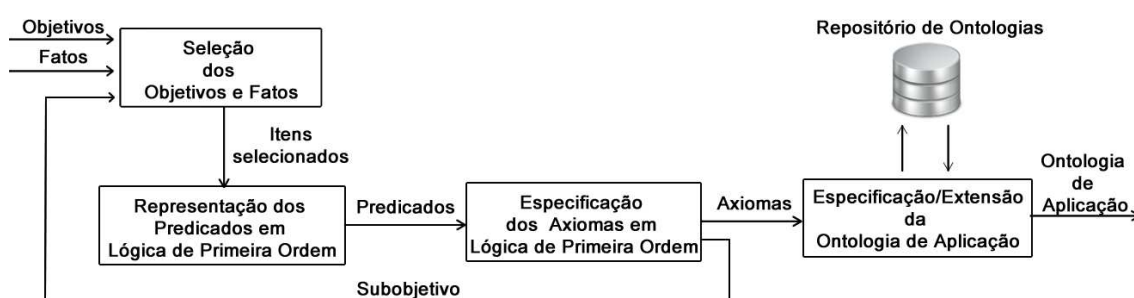 Objetivos
Fatos
Seleção
dos
Objetivos e Fatos
Repositório de Ontologias
Itens
selecionados
Representação dos
Predicados em
Lógica de Primeira Ordem
Predicados
Especificação
dos Axiomas em
Lógica de Primeira Ordem
Axiomas
Especificação/Extensão
da
Ontologia de Aplicação
Ontologia
de
Aplicação
Subobjetivo